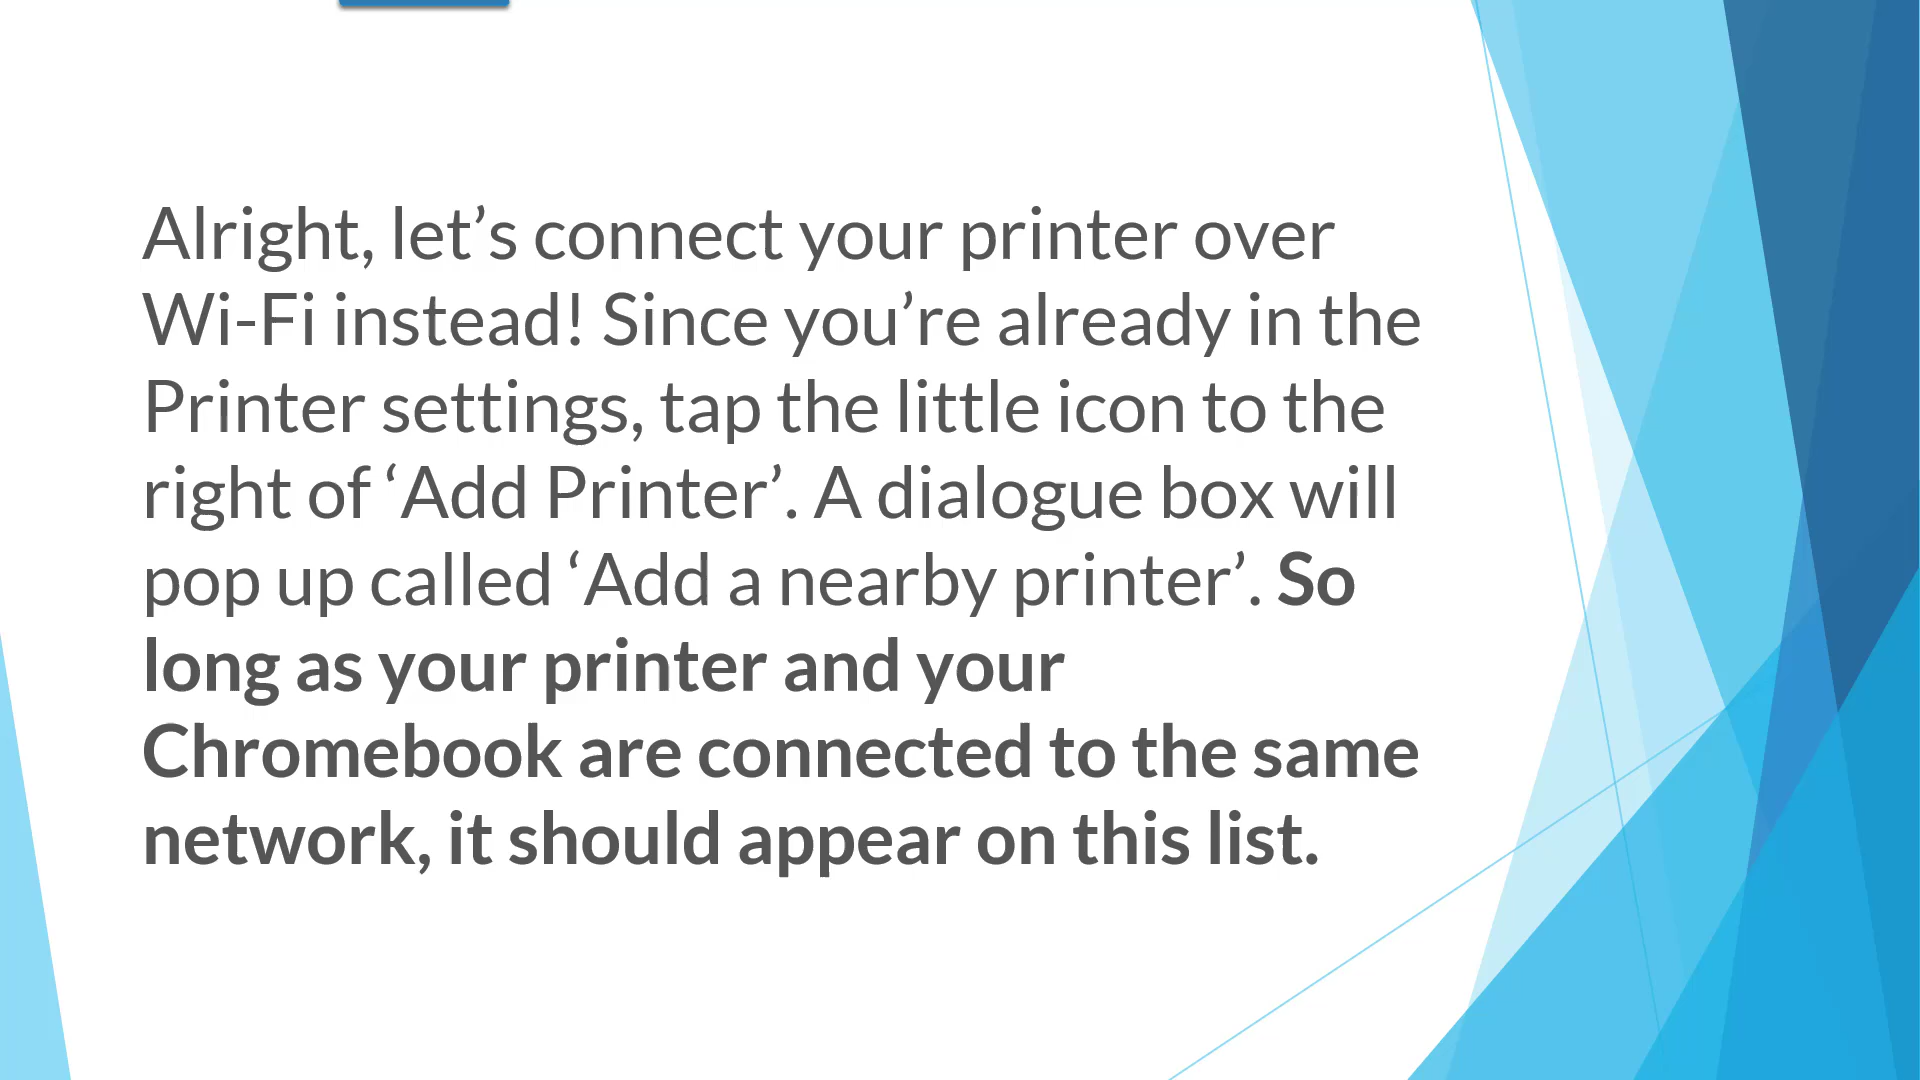 Alright, let’s connect your printer over
Wi-Fi instead! Since you’re already in the
Printer settings, tap the little icon to the
right of ‘Add Printer’. A dialogue box will
pop up called ‘Add a nearby printer’. So
long as your printer and your
Chromebook are connected to the same
network, it should appear on this list.